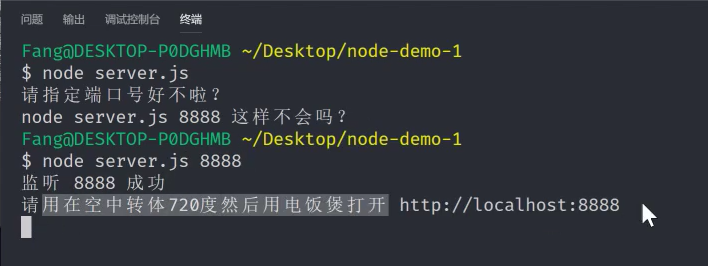 问题 输出 调试控制台 终端
Fang@DESKTOP-P0DGHMB ~/Desktop/node-demo-1
$ node server.js
请指定端口号好不啦？
node server.js 8888 这样不会吗？
Fang@DESKTOP-P0DGHMB ~/Desktop/node-demo-1
$ node server.js 8888
监听 8888 成功
请用在空中转体720度然后用电饭煲打开 http://localhost:8888